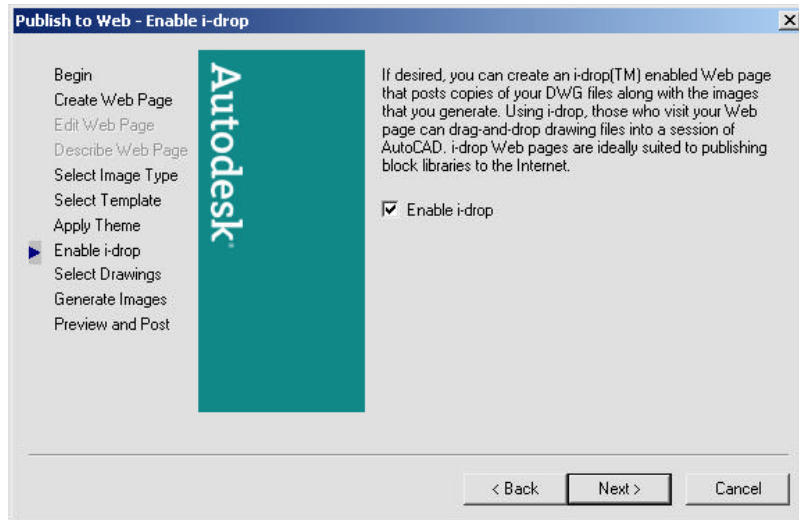 Publish to Web - Enable i-drop
Begin
Create Web Page
Edit Web Page
Describe Web Page
Select Image Type
Select Template
Apply Theme
Enable i-drop
Select Drawings
Generate Images
Preview and Post
Autodesk
If desired, you can create an i-drop(TM) enabled Web page
that posts copies of your DWG files along with the images
that you generate. Using i-drop, those who visit your Web
page can drag-and-drop drawing files into a session of
AutoCAD. i-drop Web pages are ideally suited to publishing
block libraries to the Internet.
Enable i-drop
< Back
Next >
Cancel